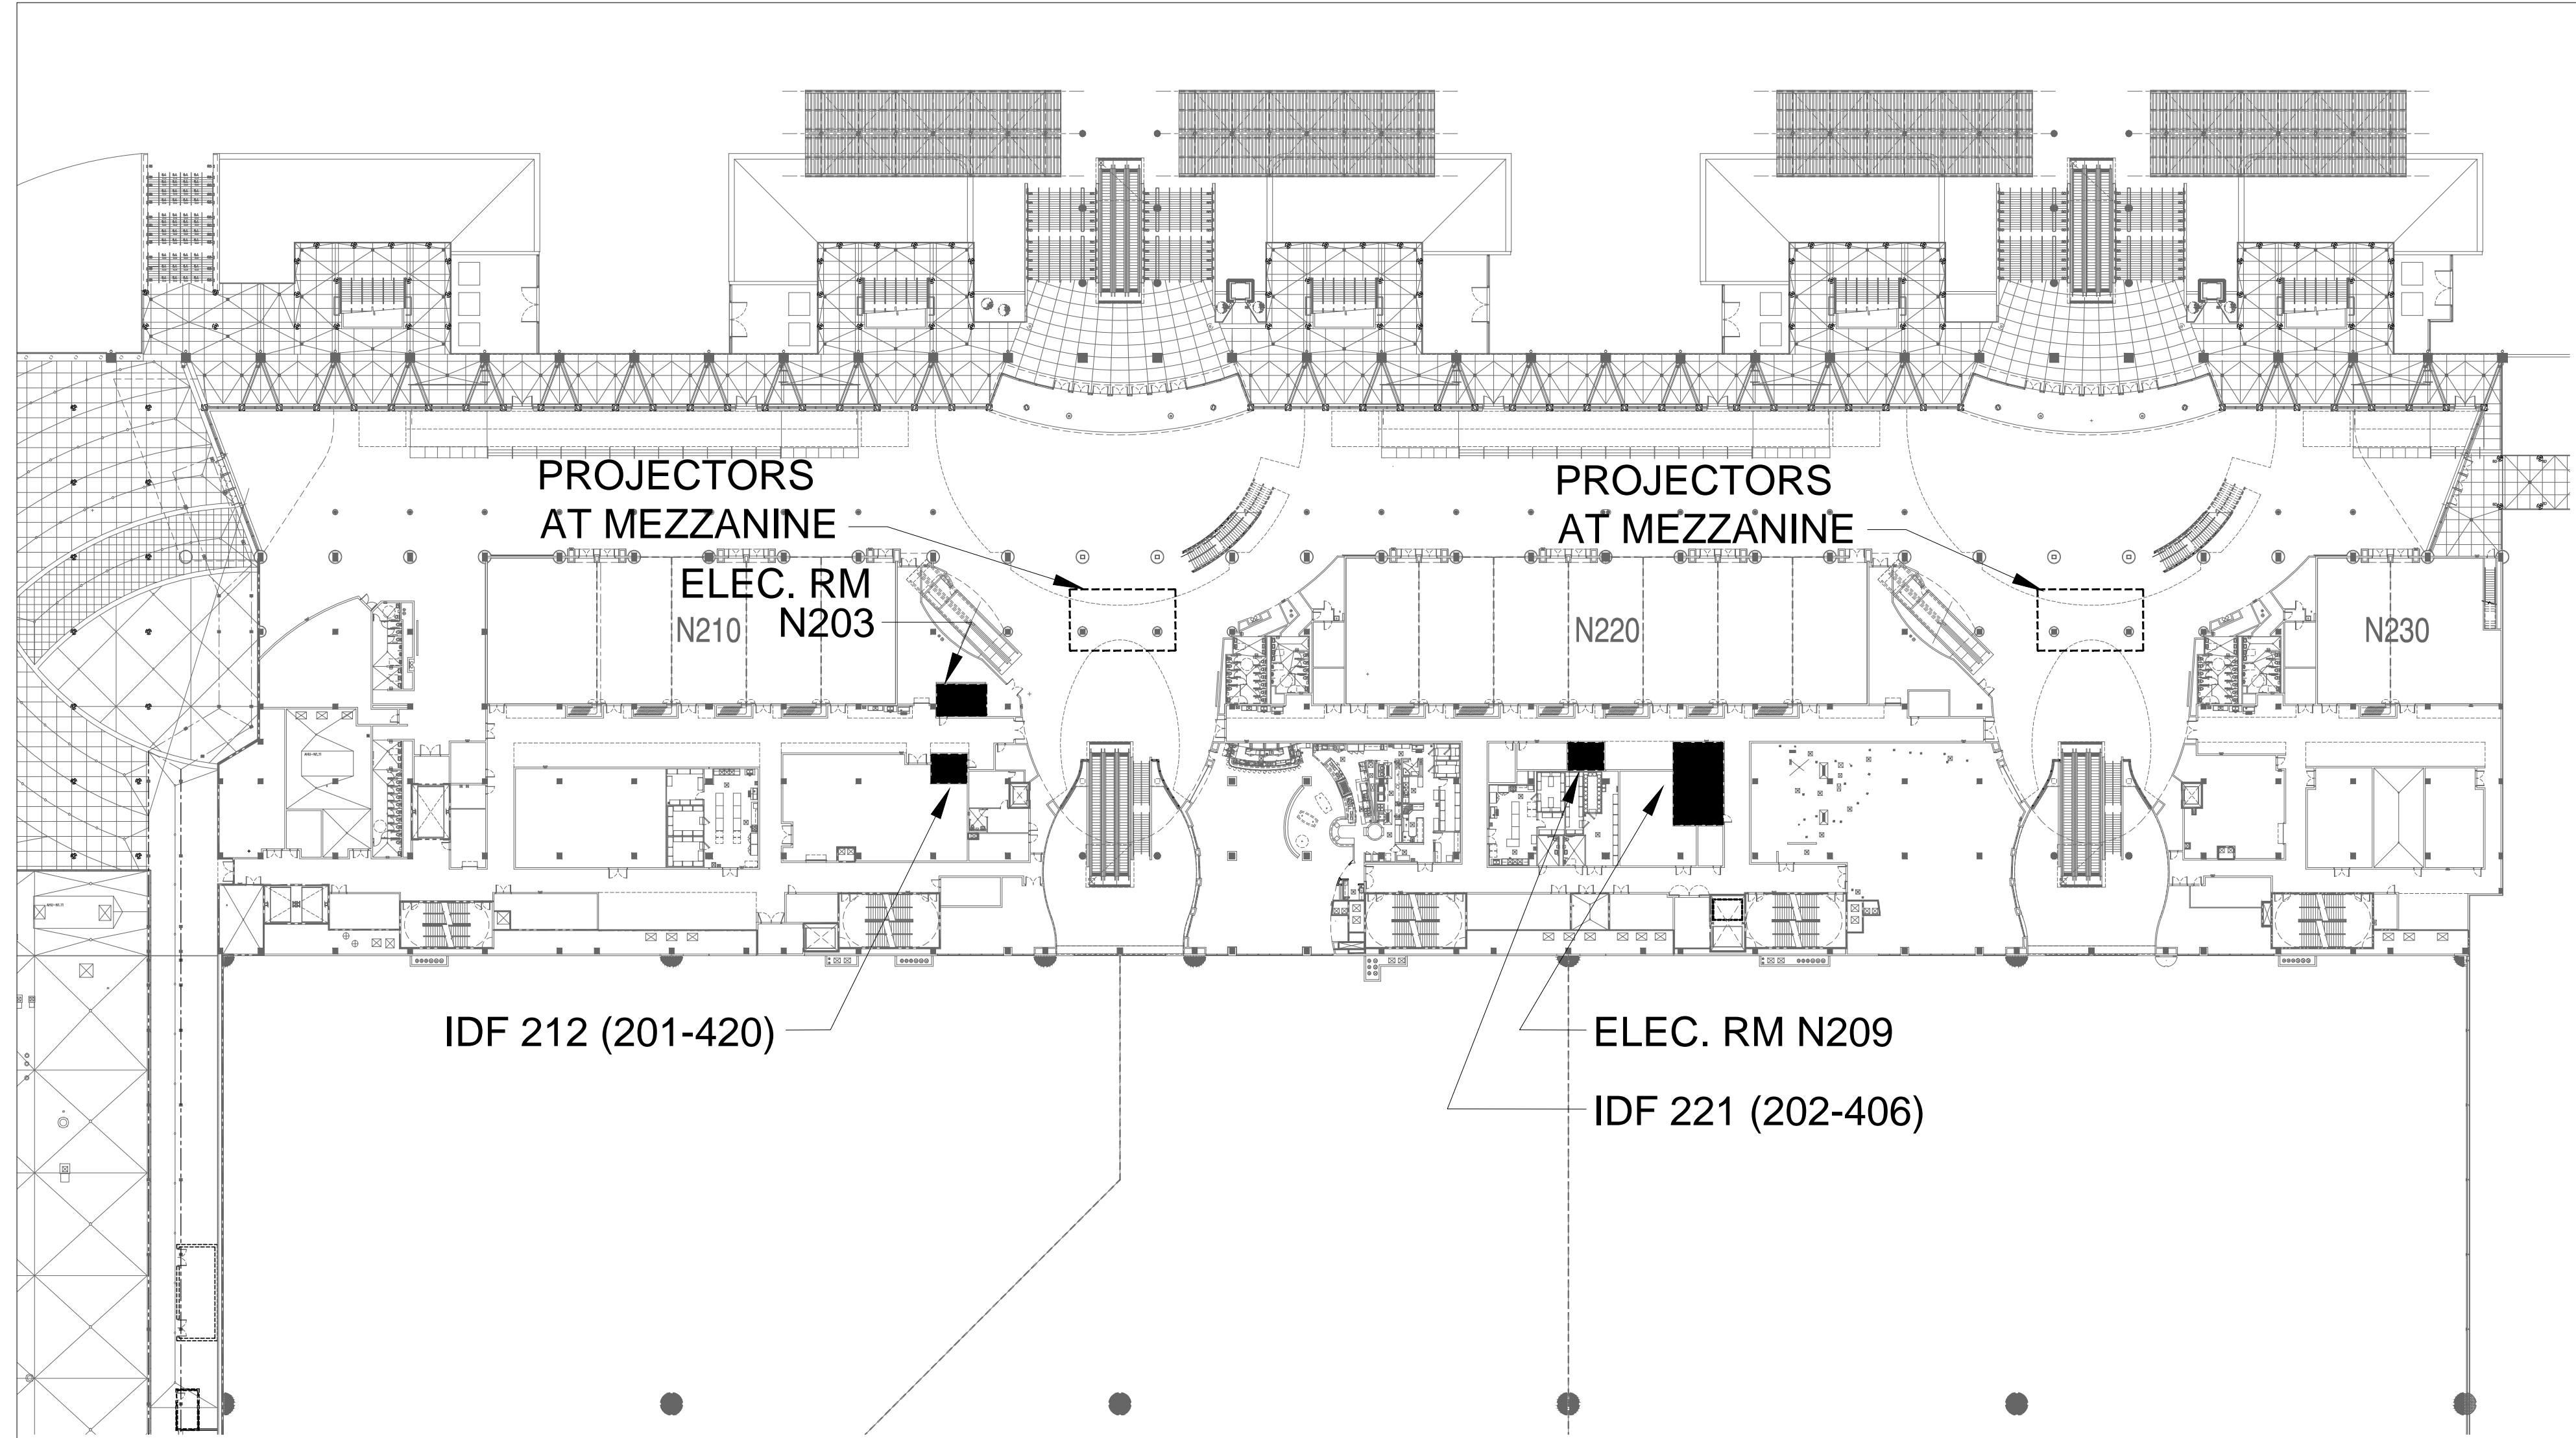 PROJECTORS
AT MEZZANINE
PROJECTORS
AT MEZZANINE
ELEC. RM
N203
N210
N220
N230
IDF 212 (201-420)
ELEC. RM N209
IDF 221 (202-406)